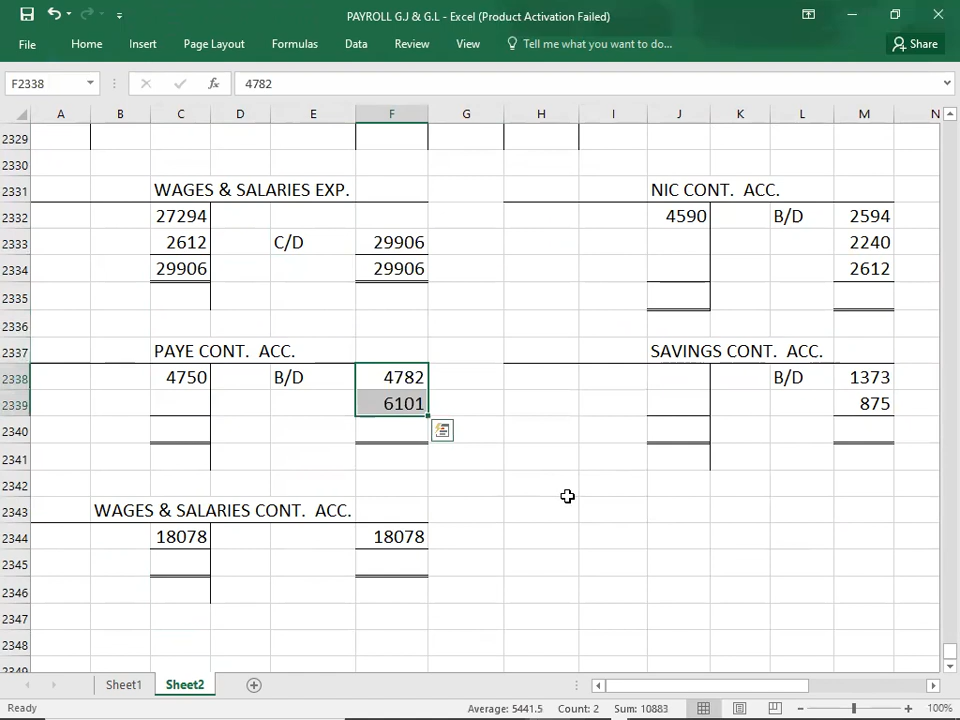 PAYROLL G.J & G.L - Excel (Product Activation Failed)
File Home Insert Page Layout Formulas Data Review View Tell me what you want to do... Share
F2338 fx 4782
A B C D E F G H I J K L M N
2329
2330
2331 WAGES & SALARIES EXP. NIC CONT. ACC.
2332 27294 4590 B/D 2594
2333 2612 C/D 29906 2240
2334 29906 29906 2612
2335
2336
2337 PAYE CONT. ACC. SAVINGS CONT. ACC.
2338 4750 B/D 4782 B/D 1373
2339 6101 875
2340
2341
2342
2343 WAGES & SALARIES CONT. ACC.
2344 18078 18078
2345
2346
2347
2348
2349
Sheet1 Sheet2
Ready Average: 5441.5 Count: 2 Sum: 10883 100%